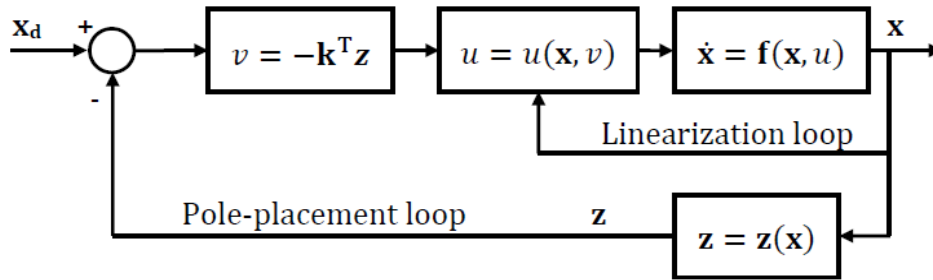 x_d
+
-
v = −k^T z
u = u(x, v)
ẋ = f(x, u)
x
Linearization loop
Pole-placement loop
z
z = z(x)